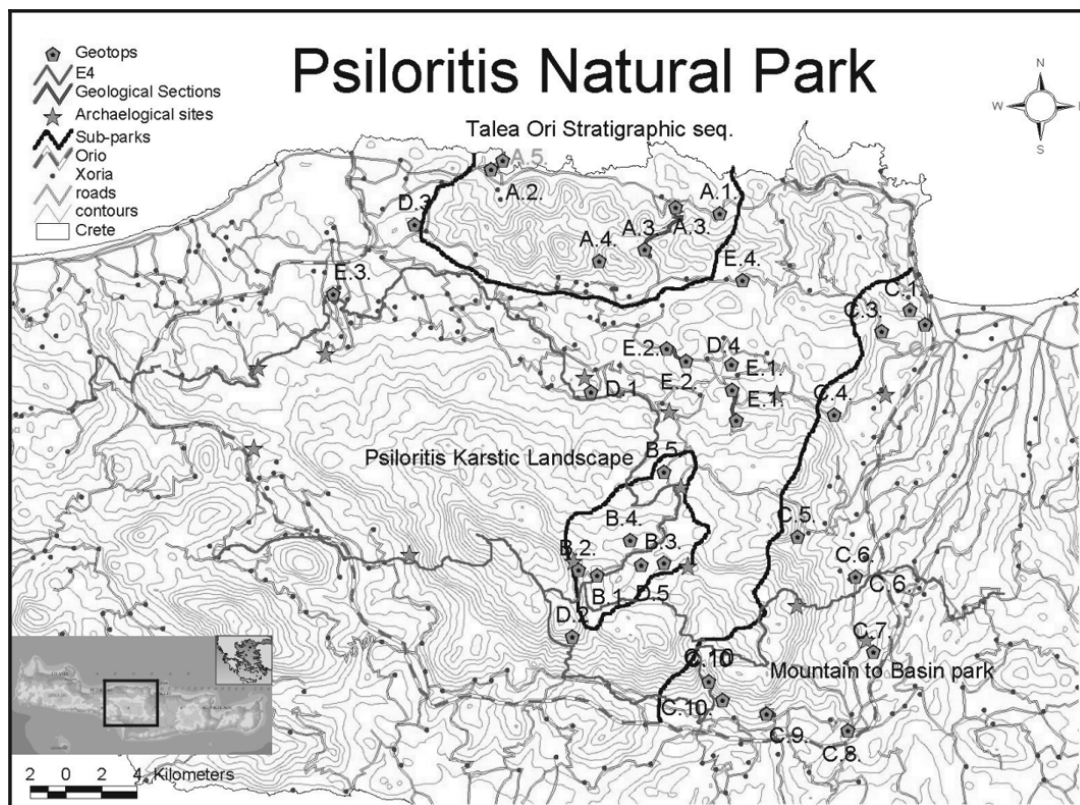 Psiloritis Natural Park
Geotops
E4
Geological Sections
Archaelogical sites
Sub-parks
Orio
Xoria
roads
contours
Crete
N
W
E
S
Talea Ori Stratigraphic seq.
A.5.
A.2.
A.1.
D.3
A.3.
A.3.
A.4.
E.4.
E.3.
C.1.
C.3.
E.2.
D.4
E.1.
E.2.
D.1
E.1.
C.4.
Psiloritis Karstic Landscape
B.5.
B.4.
C.5.
B.2.
B.3.
C.6.
C.6.
B.1.
D.5
D.2
C.7.
C.10
Mountain to Basin park
C.10.
C.9.
C.8.
2 0 2 4 Kilometers